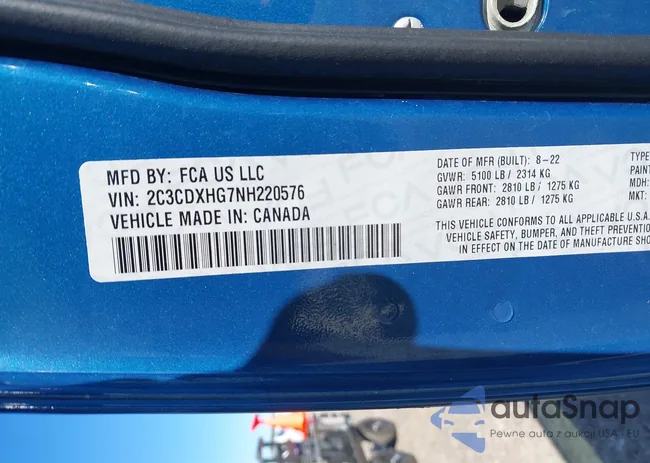 MFD BY: FCA US LLC
VIN: 2C3CDXHG7NH220576
VEHICLE MADE IN: CANADA
DATE OF MFR (BUILT): 8-22
GVWR: 5100 LB / 2314 KG
GAWR FRONT: 2810 LB / 1275 KG
GAWR REAR: 2810 LB / 1275 KG
TYPE
PAINT
MDH:
MKT:
THIS VEHICLE CONFORMS TO ALL APPLICABLE U.S.A.
VEHICLE SAFETY, BUMPER, AND THEFT PREVENTIO
IN EFFECT ON THE DATE OF MANUFACTURE SHO
autaSnap
Pewne auto z aukcji USA i EU